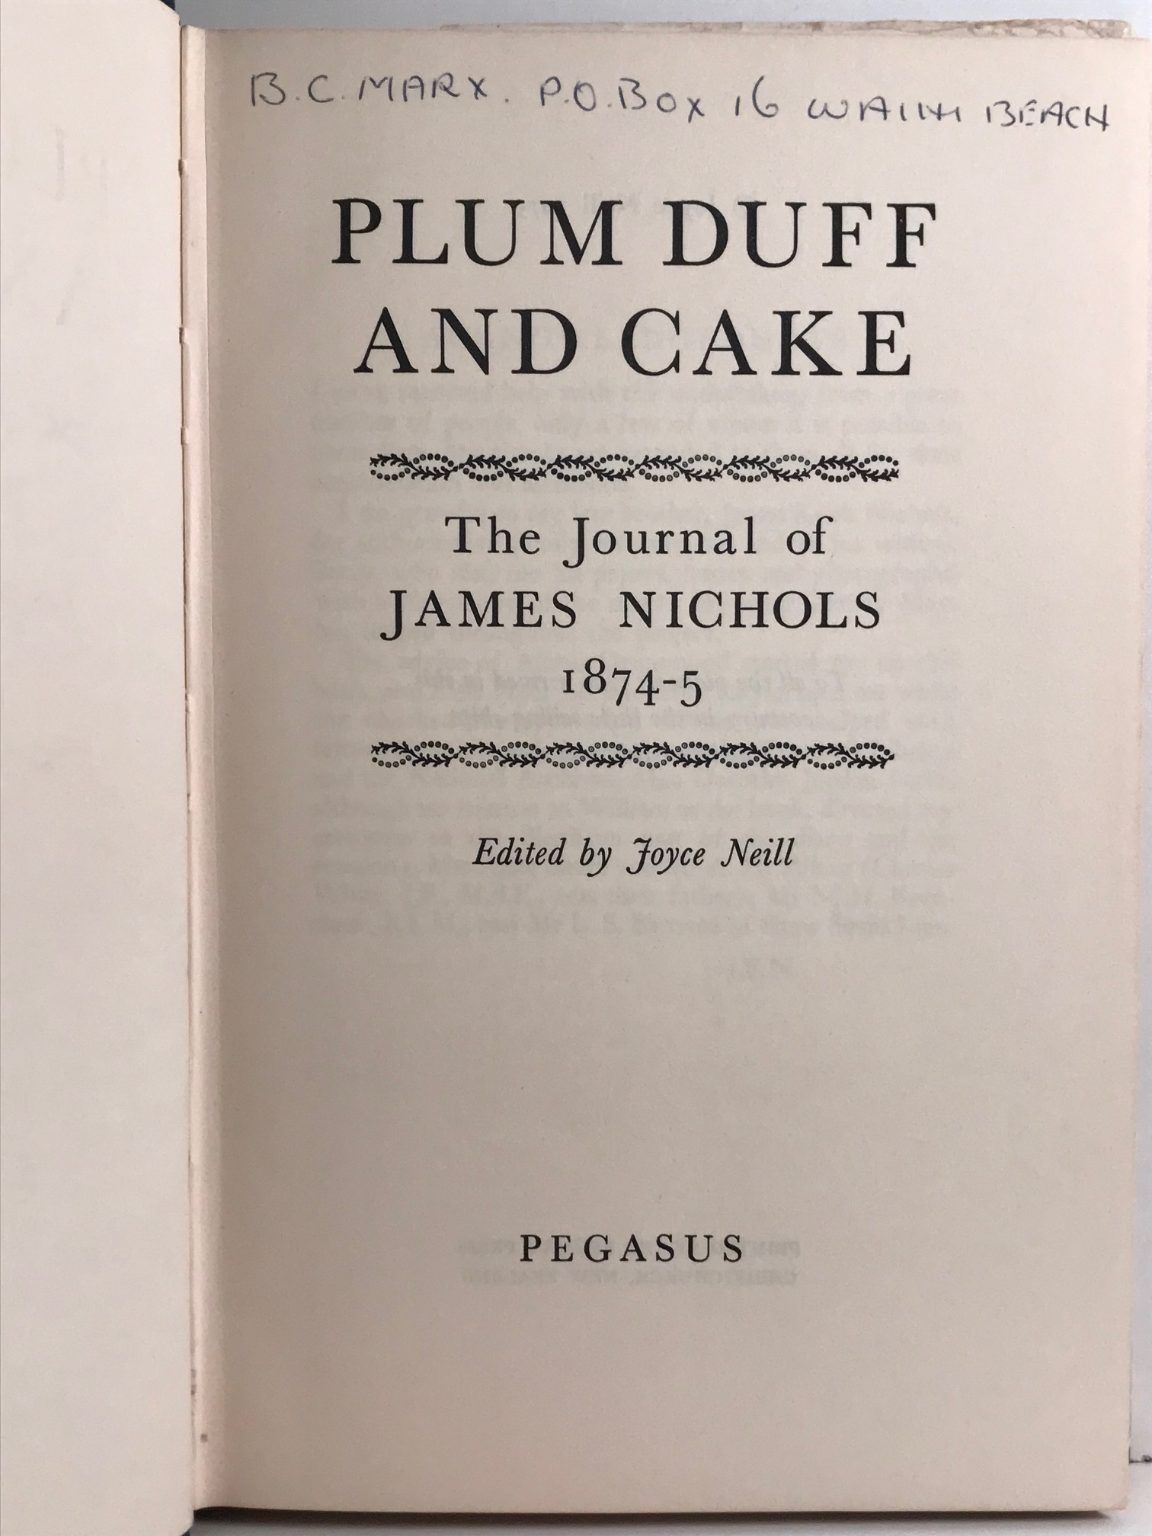 B.C. MARX. P.O. BOX 16 WAIHI BEACH
PLUM DUFF
AND CAKE
The Journal of
JAMES NICHOLS
1874-5
Edited by Joyce Neill
PEGASUS